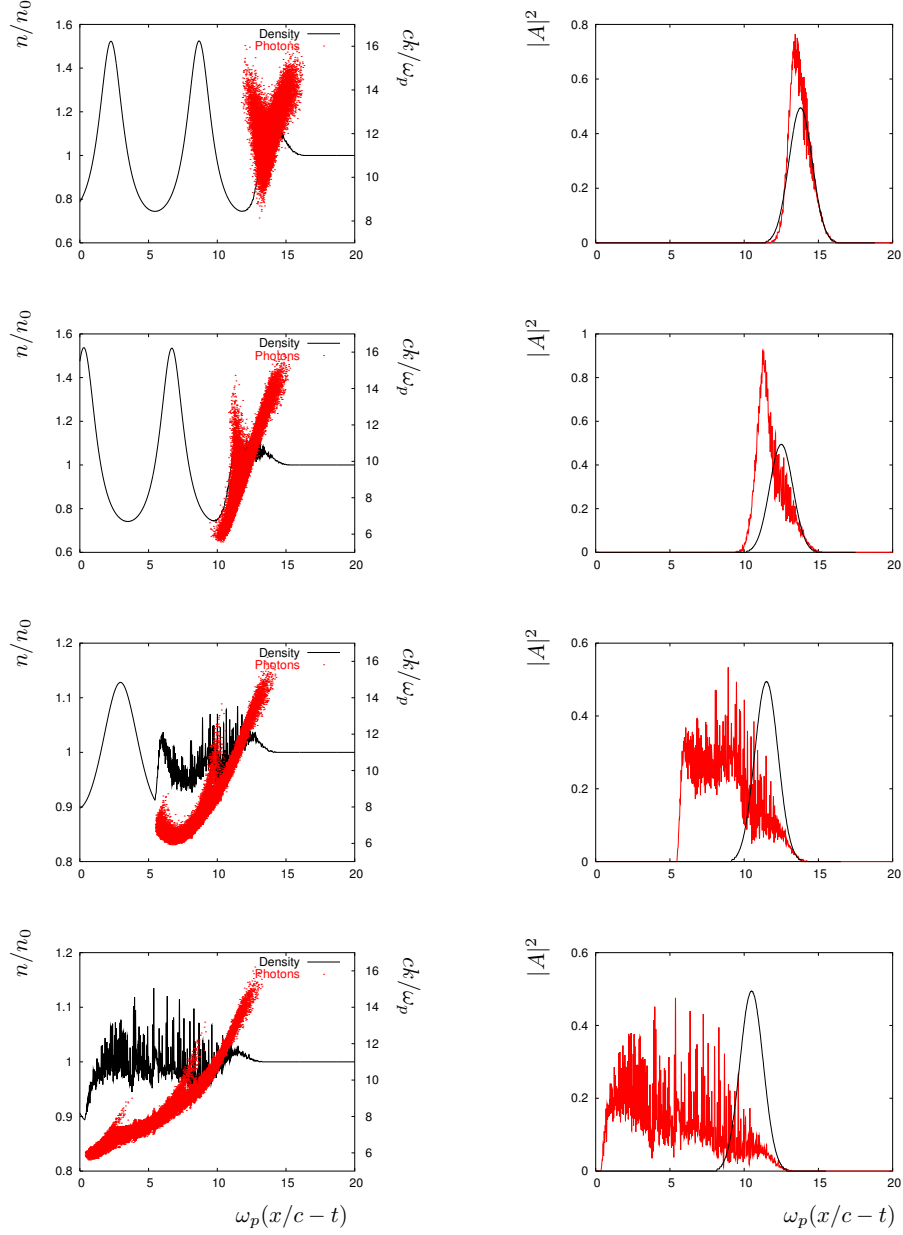 n/n₀ 1.6 1.4 1.2 1 0.8 0.6
Density
Photons
16 14 12 10 8
ck/ωₚ
0 5 10 15 20
|A|² 0.8 0.6 0.4 0.2 0
0 5 10 15 20
n/n₀ 1.6 1.4 1.2 1 0.8 0.6
Density
Photons
16 14 12 10 8 6
ck/ωₚ
0 5 10 15 20
|A|² 1 0.8 0.6 0.4 0.2 0
0 5 10 15 20
n/n₀ 1.2 1.1 1 0.9 0.8
Density
Photons
16 14 12 10 8 6
ck/ωₚ
0 5 10 15 20
|A|² 0.6 0.4 0.2 0
0 5 10 15 20
n/n₀ 1.2 1.1 1 0.9 0.8
Density
Photons
16 14 12 10 8 6
ck/ωₚ
0 5 10 15 20
ωₚ(x/c − t)
|A|² 0.6 0.4 0.2 0
0 5 10 15 20
ωₚ(x/c − t)